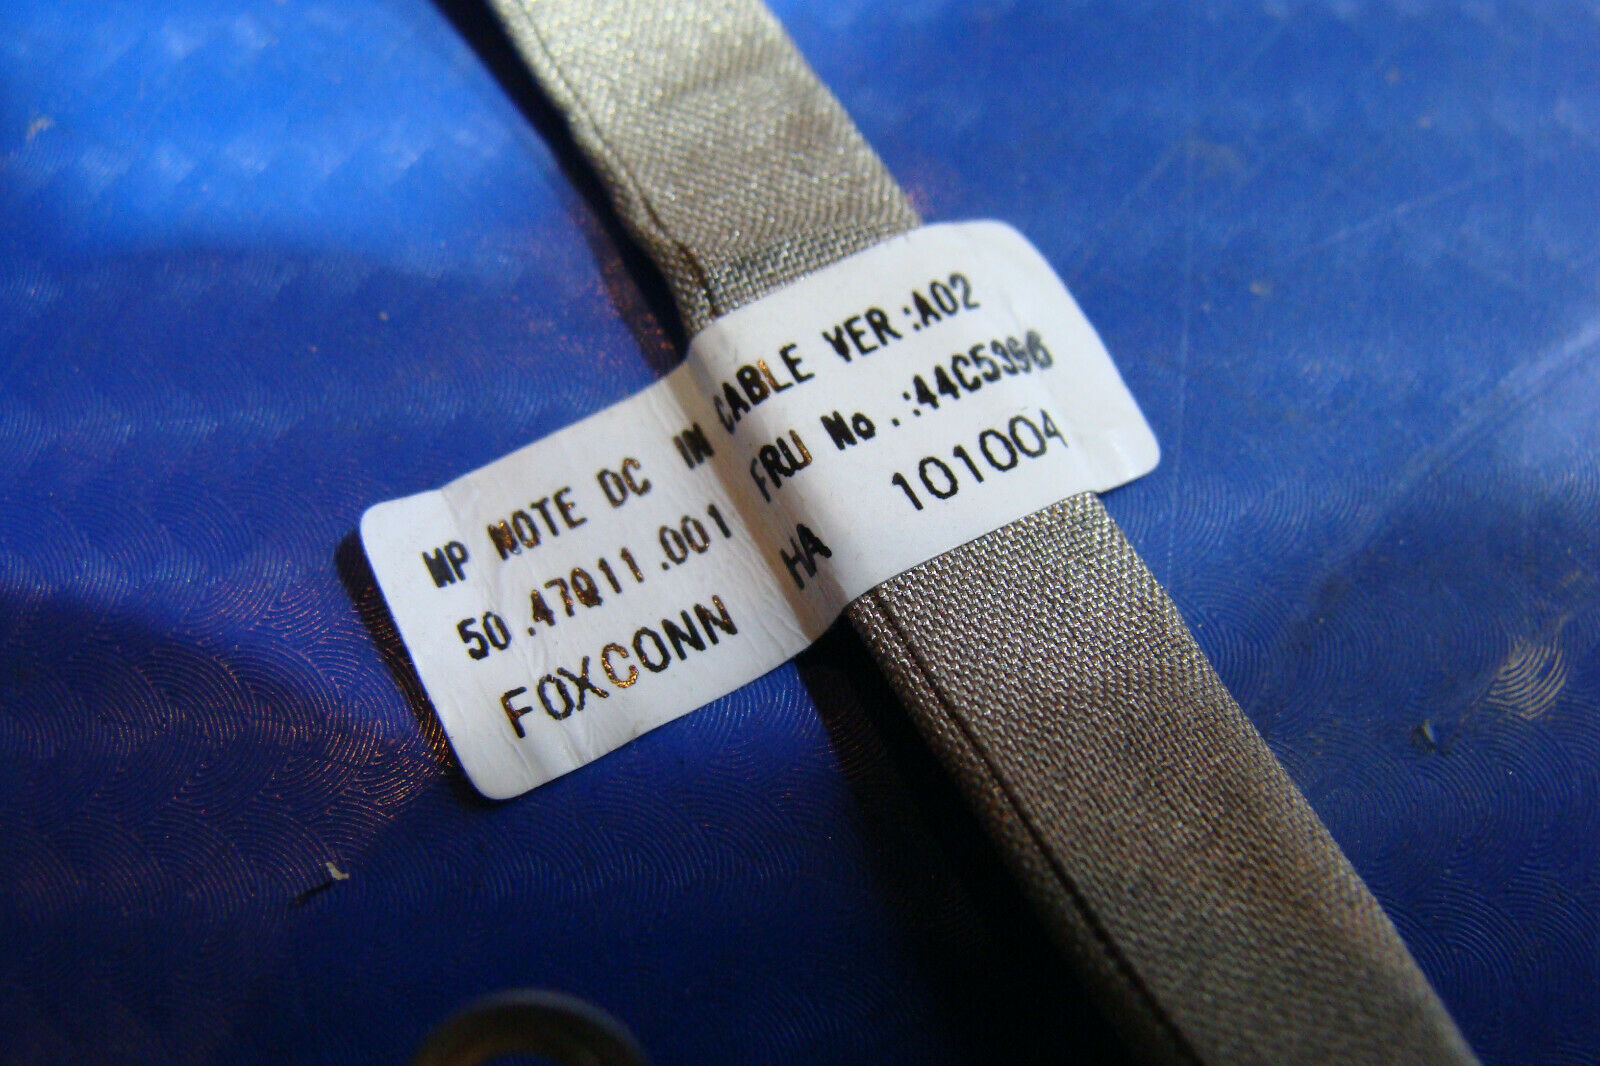 MP NOTE DC IN CABLE VER:A02
50.47Q11.001 FRU No.:44C5396
FOXCONN HA 101004